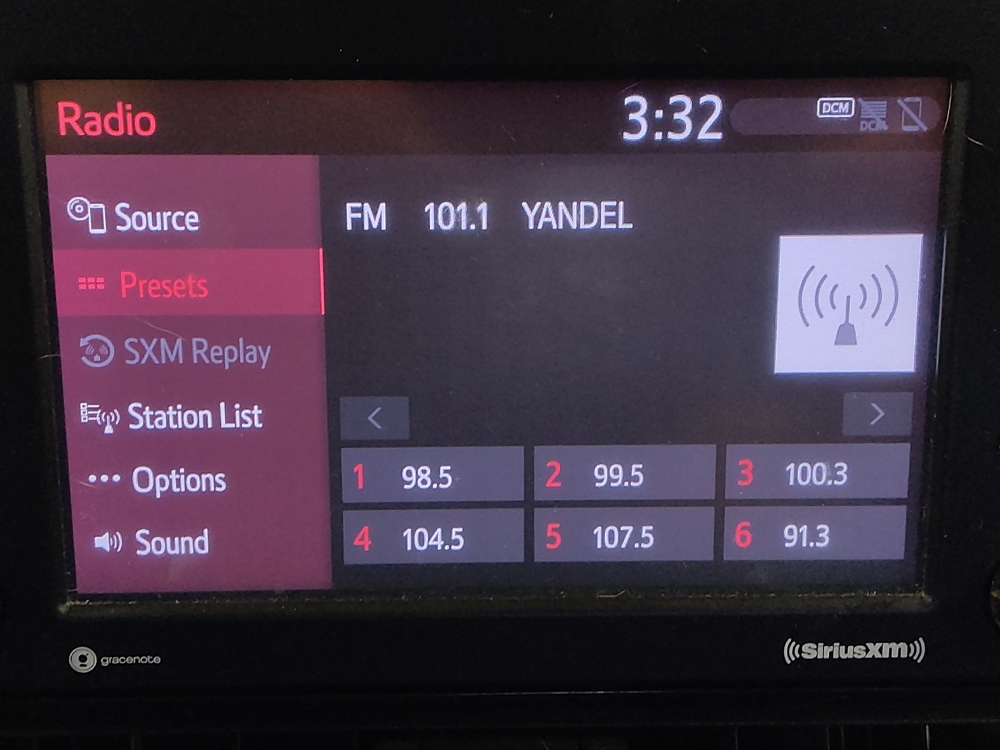 Radio 3:32 DCM DCM
Source
FM 101.1 YANDEL
Presets
SXM Replay
Station List
Options
Sound
1 98.5 2 99.5 3 100.3
4 104.5 5 107.5 6 91.3
gracenote
SiriusXM